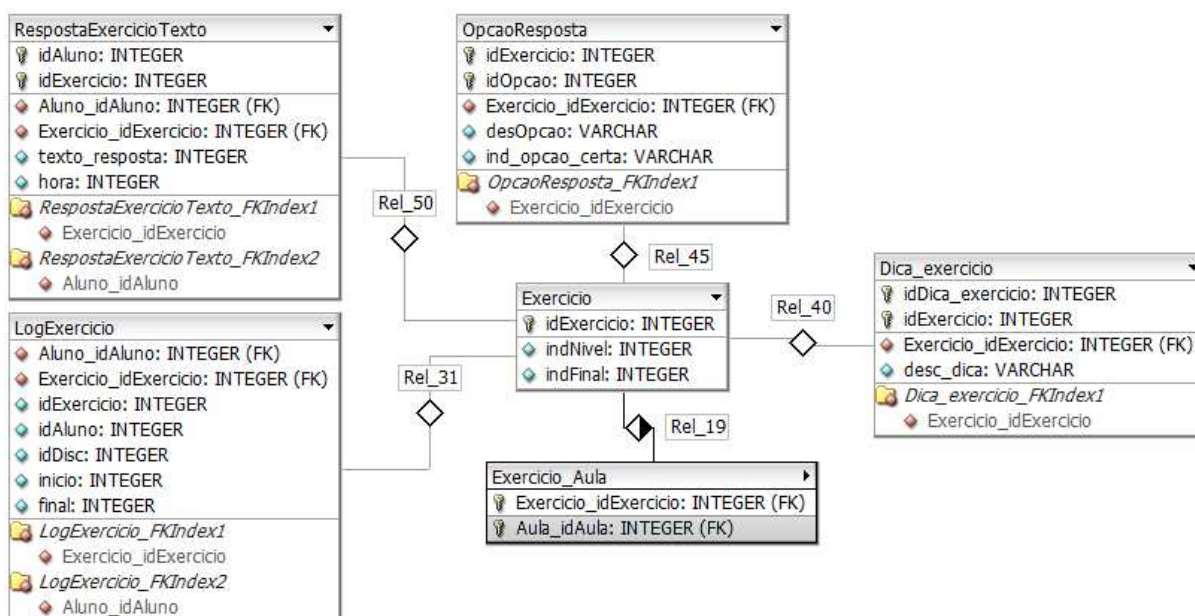 RespostaExercicioTexto
idAluno: INTEGER
idExercicio: INTEGER
Aluno_idAluno: INTEGER (FK)
Exercicio_idExercicio: INTEGER (FK)
texto_resposta: INTEGER
hora: INTEGER
RespostaExercicioTexto_FKIndex1
Exercicio_idExercicio
RespostaExercicioTexto_FKIndex2
Aluno_idAluno
OpcaoResposta
idExercicio: INTEGER
idOpcao: INTEGER
Exercicio_idExercicio: INTEGER (FK)
desOpcao: VARCHAR
ind_opcao_certa: VARCHAR
OpcaoResposta_FKIndex1
Exercicio_idExercicio
Rel_50
Rel_45
Exercicio
idExercicio: INTEGER
indNivel: INTEGER
indFinal: INTEGER
Rel_40
Dica_exercicio
idDica_exercicio: INTEGER
idExercicio: INTEGER
Exercicio_idExercicio: INTEGER (FK)
desc_dica: VARCHAR
Dica_exercicio_FKIndex1
Exercicio_idExercicio
LogExercicio
Aluno_idAluno: INTEGER (FK)
Exercicio_idExercicio: INTEGER (FK)
idExercicio: INTEGER
idAluno: INTEGER
idDisc: INTEGER
inicio: INTEGER
final: INTEGER
LogExercicio_FKIndex1
Exercicio_idExercicio
LogExercicio_FKIndex2
Aluno_idAluno
Rel_31
Rel_19
Exercicio_Aula
Exercicio_idExercicio: INTEGER (FK)
Aula_idAula: INTEGER (FK)